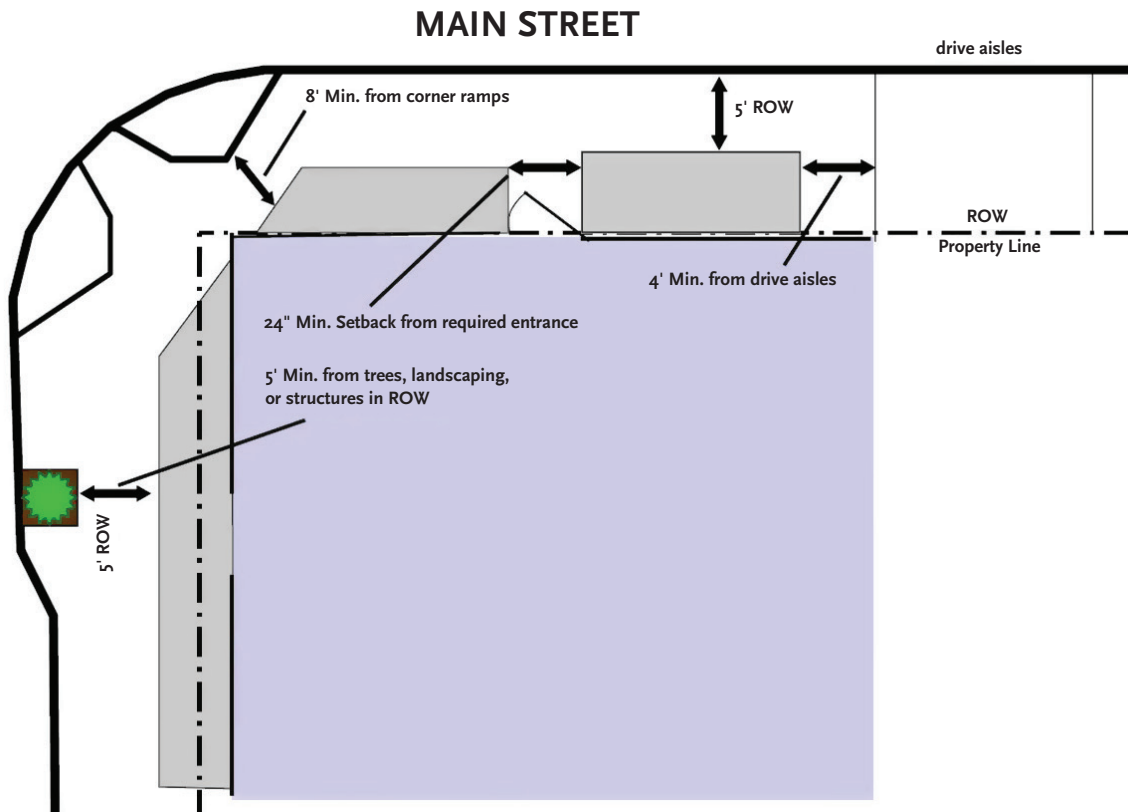 MAIN STREET
drive aisles
8' Min. from corner ramps
5' ROW
ROW
Property Line
4' Min. from drive aisles
24" Min. Setback from required entrance
5' Min. from trees, landscaping,
or structures in ROW
5' ROW